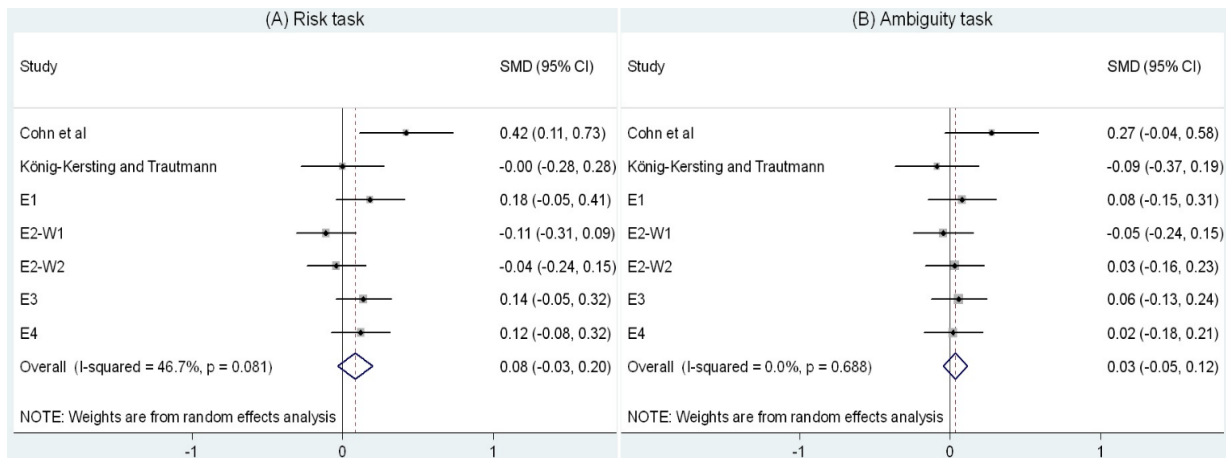 (A) Risk task
Study SMD (95% CI)
Cohn et al 0.42 (0.11, 0.73)
König-Kersting and Trautmann -0.00 (-0.28, 0.28)
E1 0.18 (-0.05, 0.41)
E2-W1 -0.11 (-0.31, 0.09)
E2-W2 -0.04 (-0.24, 0.15)
E3 0.14 (-0.05, 0.32)
E4 0.12 (-0.08, 0.32)
Overall (I-squared = 46.7%, p = 0.081) 0.08 (-0.03, 0.20)
NOTE: Weights are from random effects analysis
-1 0 1
(B) Ambiguity task
Study SMD (95% CI)
Cohn et al 0.27 (-0.04, 0.58)
König-Kersting and Trautmann -0.09 (-0.37, 0.19)
E1 0.08 (-0.15, 0.31)
E2-W1 -0.05 (-0.24, 0.15)
E2-W2 0.03 (-0.16, 0.23)
E3 0.06 (-0.13, 0.24)
E4 0.02 (-0.18, 0.21)
Overall (I-squared = 0.0%, p = 0.688) 0.03 (-0.05, 0.12)
NOTE: Weights are from random effects analysis
-1 0 1